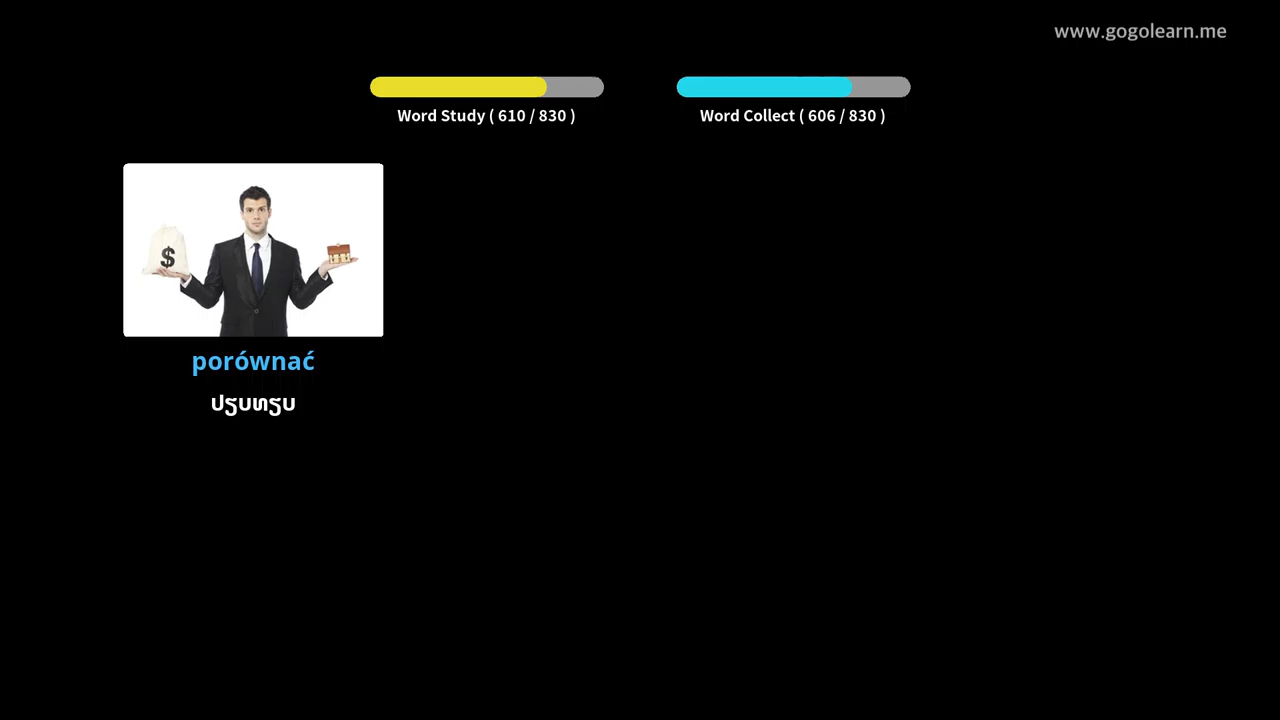 www.gogolearn.me
Word Study ( 610 / 830 )
Word Collect ( 606 / 830 )
$
porównać
ປຽບທຽບ